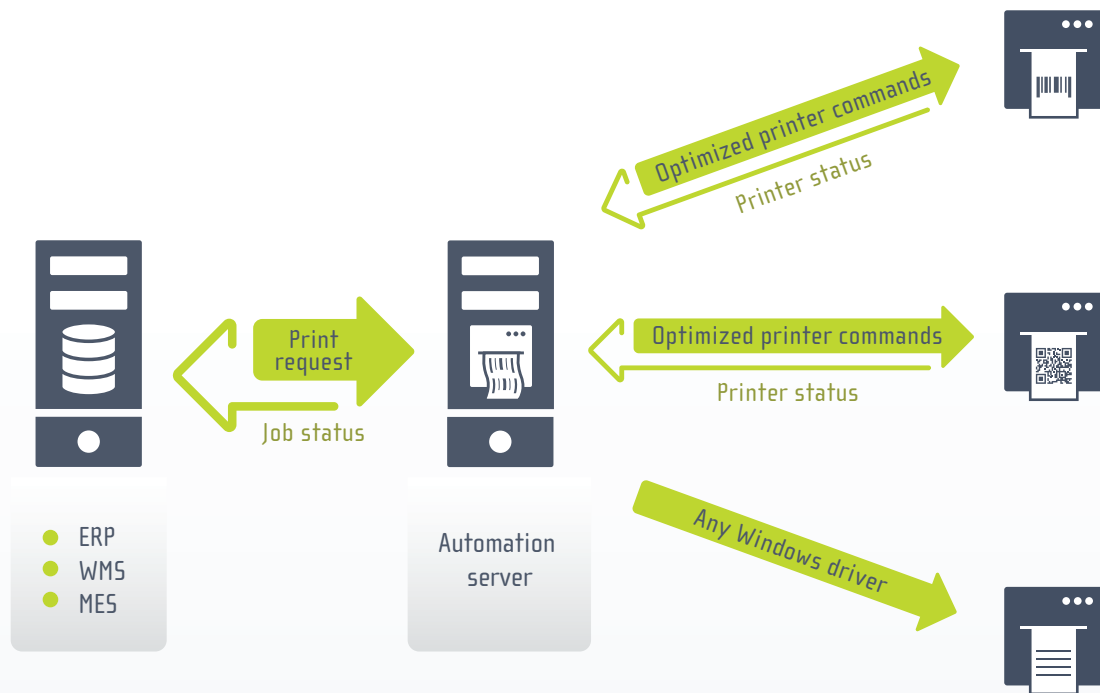 Optimized printer commands
Printer status
Print
request
Job status
Optimized printer commands
Printer status
Any Windows driver
ERP
WMS
MES
Automation
server